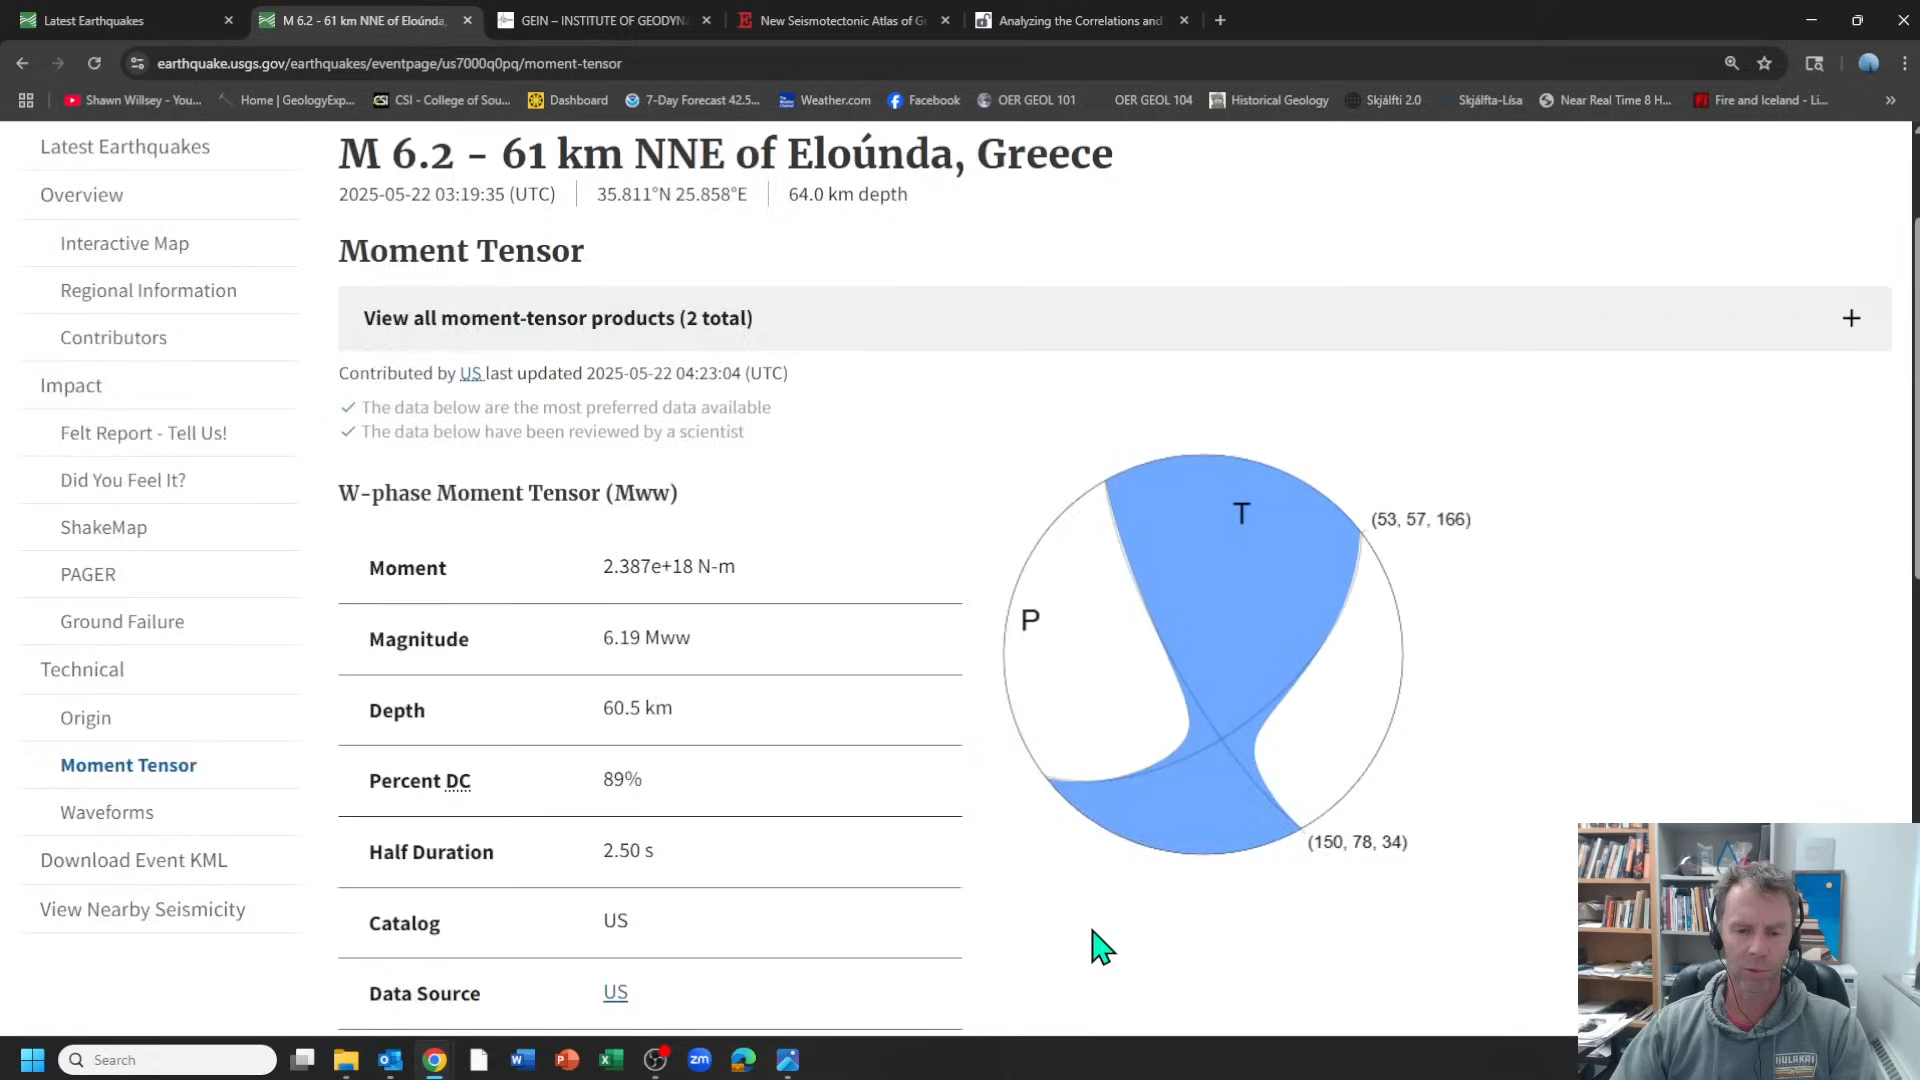 Latest Earthquakes
M 6.2 - 61 km NNE of Eloúnda,
GEIN – INSTITUTE OF GEODYN
New Seismotectonic Atlas of Gr
Analyzing the Correlations and
earthquake.usgs.gov/earthquakes/eventpage/us7000q0pq/moment-tensor
Shawn Willsey - You...
Home | GeologyExp...
CSI - College of Sou...
Dashboard
7-Day Forecast 42.5...
Weather.com
Facebook
OER GEOL 101
OER GEOL 104
Historical Geology
Skjálfti 2.0
Skjálfta-Lísa
Near Real Time 8 H...
Fire and Iceland - Li...
Latest Earthquakes
Overview
Interactive Map
Regional Information
Contributors
Impact
Felt Report - Tell Us!
Did You Feel It?
ShakeMap
PAGER
Ground Failure
Technical
Origin
Moment Tensor
Waveforms
Download Event KML
View Nearby Seismicity
M 6.2 - 61 km NNE of Eloúnda, Greece
2025-05-22 03:19:35 (UTC) 35.811°N 25.858°E 64.0 km depth
Moment Tensor
View all moment-tensor products (2 total)
Contributed by US last updated 2025-05-22 04:23:04 (UTC)
✓ The data below are the most preferred data available
✓ The data below have been reviewed by a scientist
W-phase Moment Tensor (Mww)
Moment 2.387e+18 N-m
Magnitude 6.19 Mww
Depth 60.5 km
Percent DC 89%
Half Duration 2.50 s
Catalog US
Data Source US
T
(53, 57, 166)
P
(150, 78, 34)
HULAKAI
Search
zm